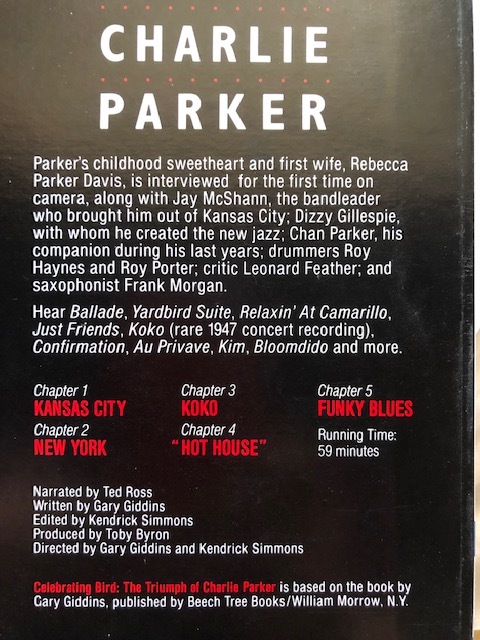 CHARLIE
PARKER
Parker's childhood sweetheart and first wife, Rebecca
Parker Davis, is interviewed for the first time on
camera, along with Jay McShann, the bandleader
who brought him out of Kansas City; Dizzy Gillespie,
with whom he created the new jazz; Chan Parker, his
companion during his last years; drummers Roy
Haynes and Roy Porter; critic Leonard Feather; and
saxophonist Frank Morgan.
Hear Ballade, Yardbird Suite, Relaxin' At Camarillo,
Just Friends, Koko (rare 1947 concert recording),
Confirmation, Au Privave, Kim, Bloomdido and more.
Chapter 1
KANSAS CITY
Chapter 2
NEW YORK
Chapter 3
KOKO
Chapter 4
"HOT HOUSE"
Chapter 5
FUNKY BLUES
Running Time:
59 minutes
Narrated by Ted Ross
Written by Gary Giddins
Edited by Kendrick Simmons
Produced by Toby Byron
Directed by Gary Giddins and Kendrick Simmons
Celebrating Bird: The Triumph of Charlie Parker is based on the book by
Gary Giddins, published by Beech Tree Books/William Morrow, N.Y.